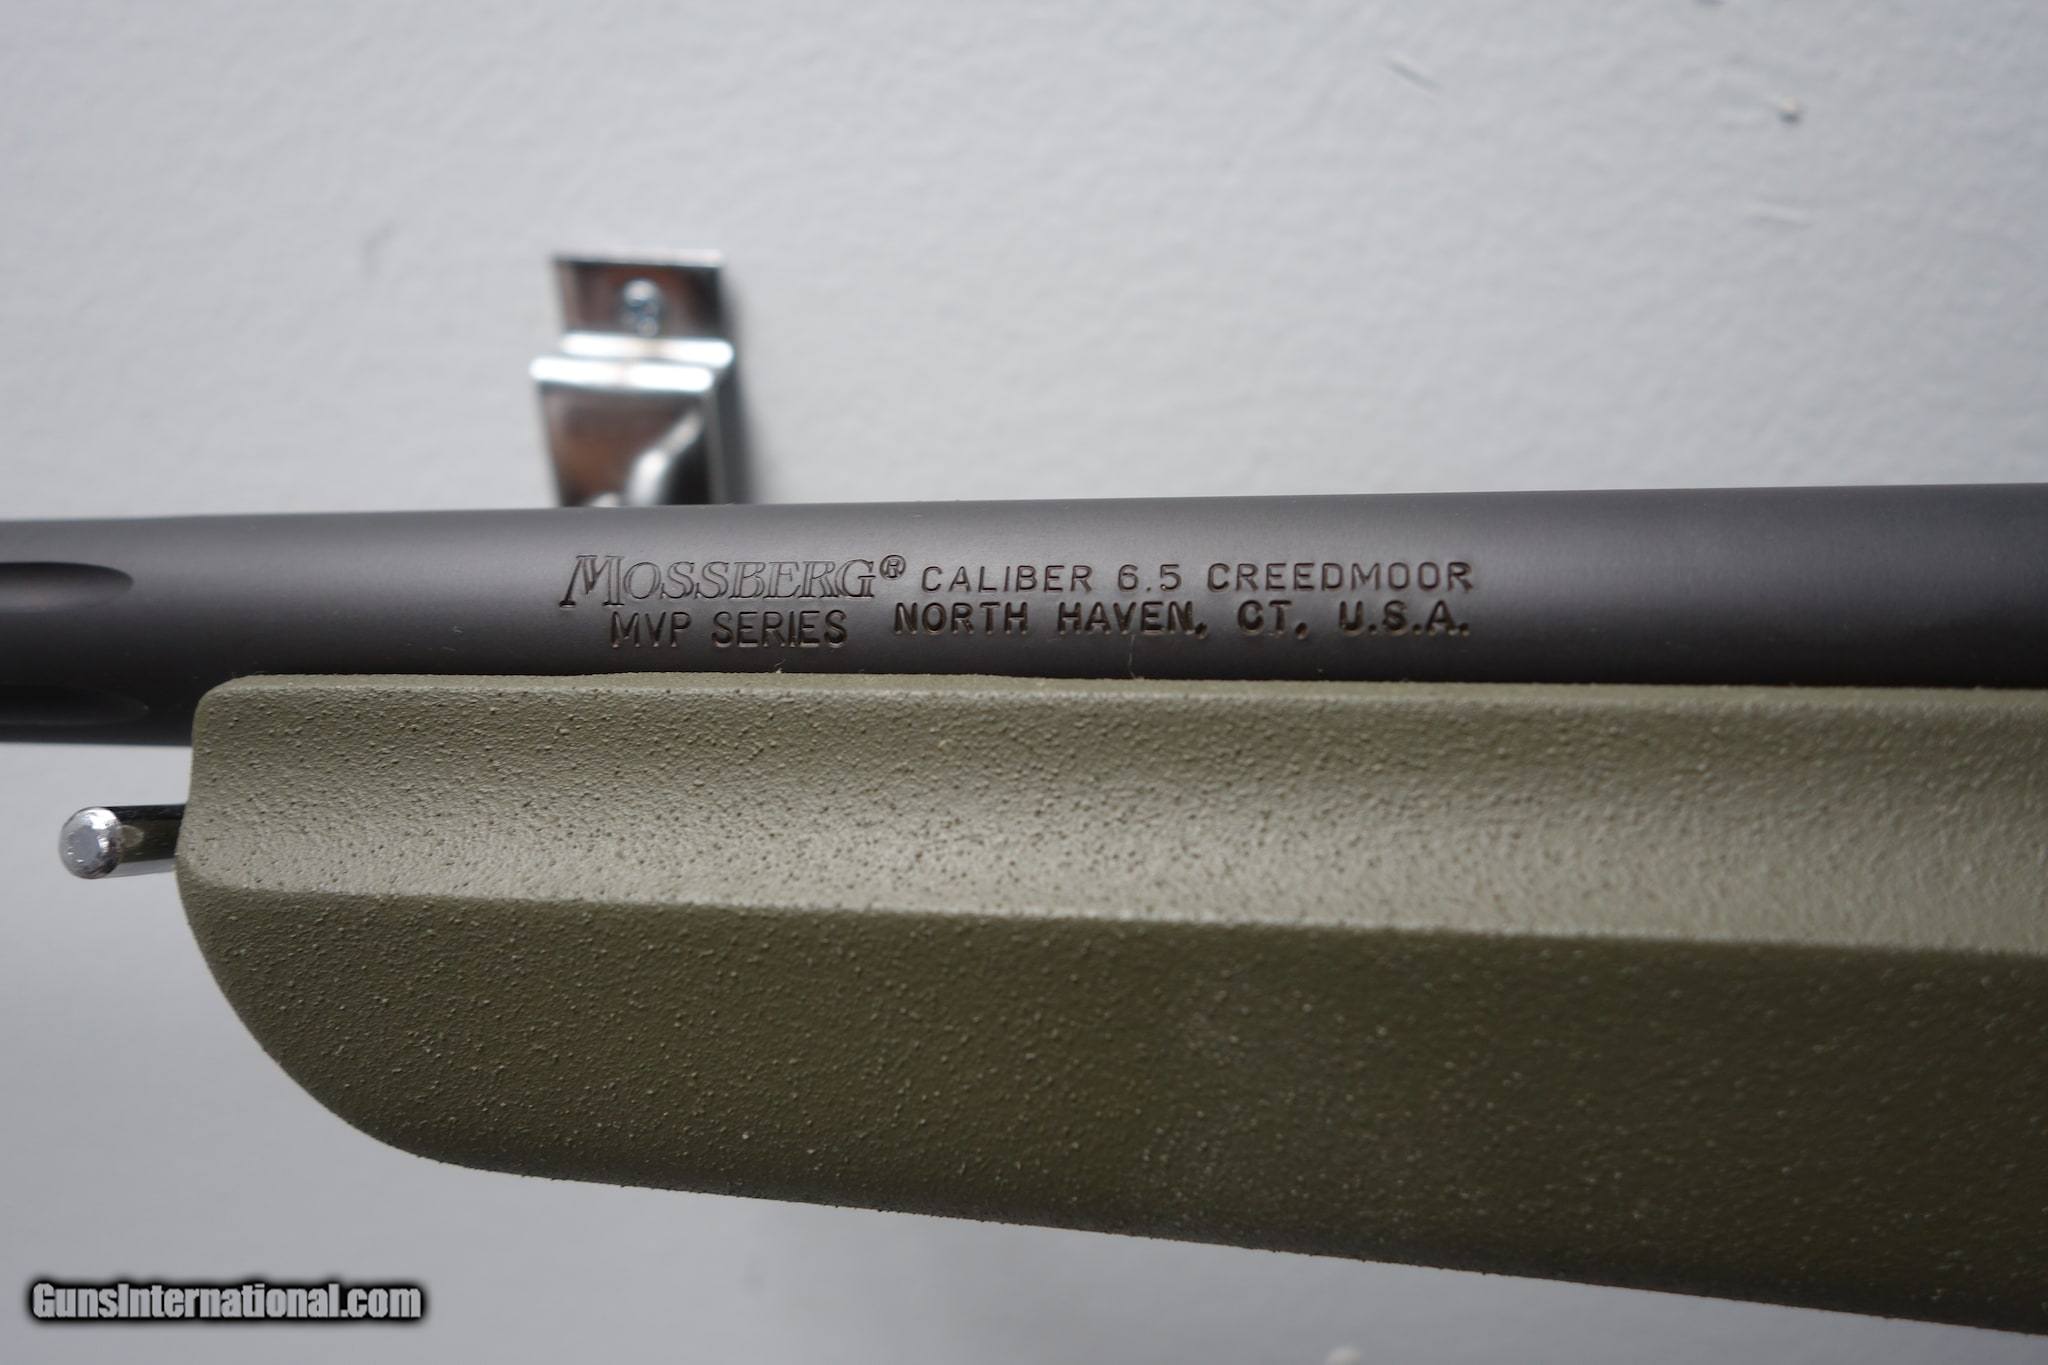 MOSSBERG® CALIBER 6.5 CREEDMOOR
MVP SERIES NORTH HAVEN, CT, U.S.A.
GunsInternational.com